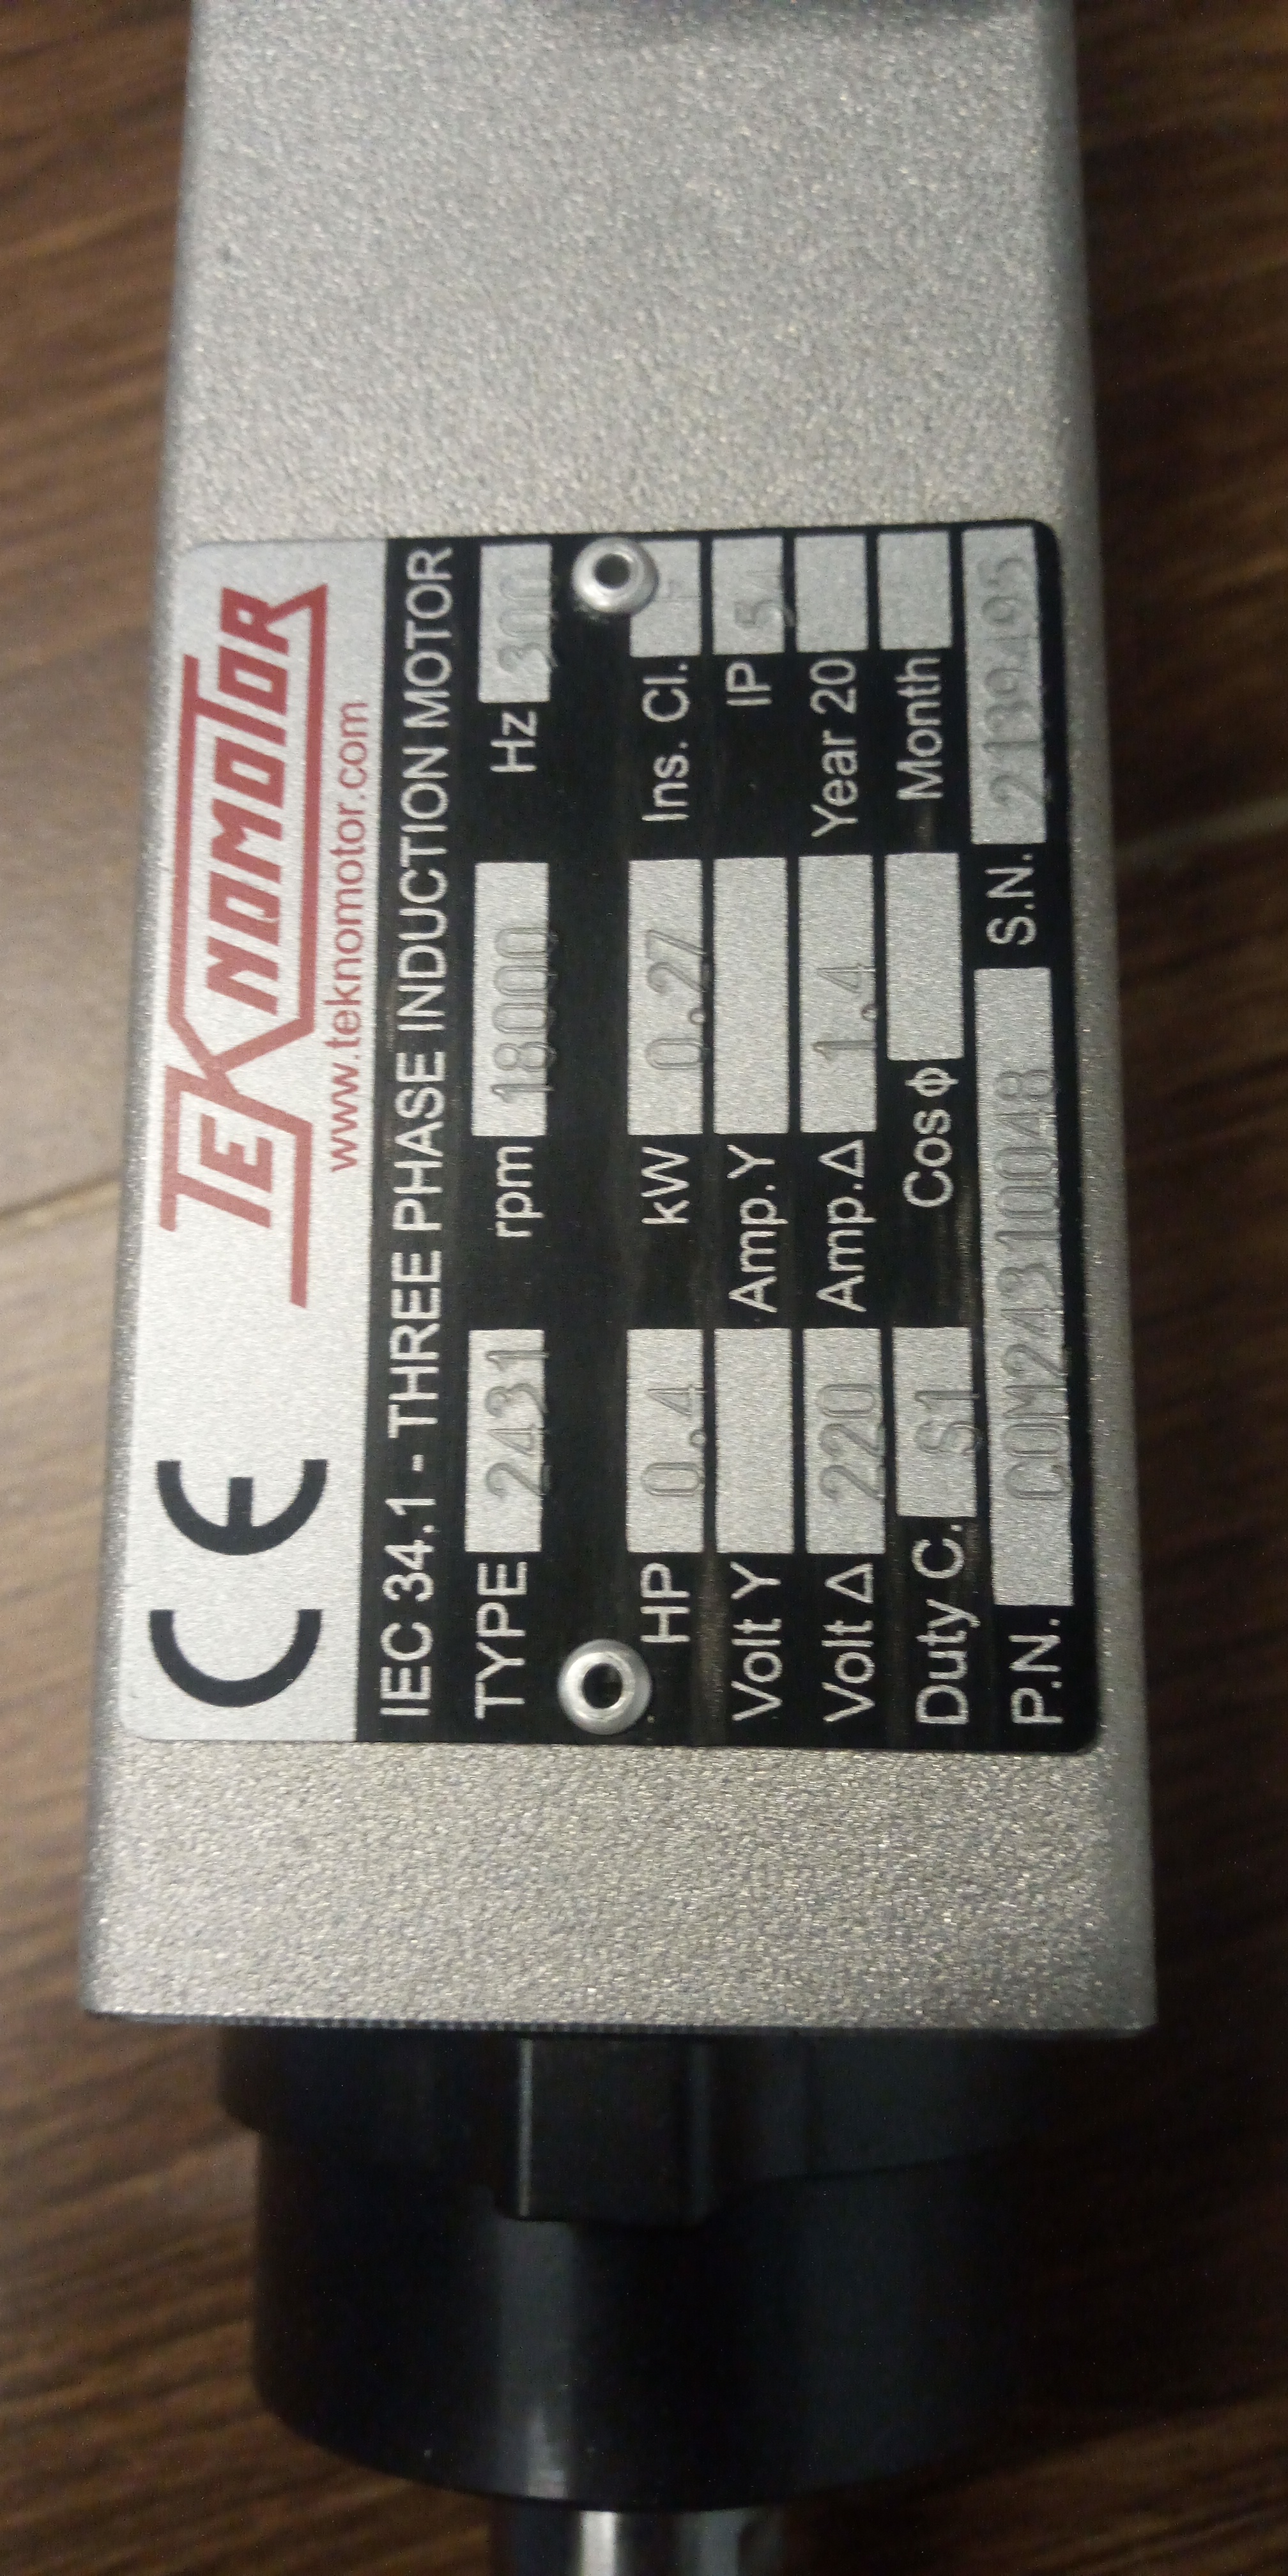 CE TEKNOMOTOR
www.teknomotor.com
IEC 34.1 - THREE PHASE INDUCTION MOTOR
TYPE 2431 rpm 18000 Hz 300
HP 0.4 kW 0.27 Ins. Cl. F
Volt Y Amp.Y IP 54
Volt Δ 220 Amp.Δ 1.4 Year 20
Duty C. S1 Cos ϕ Month
P.N. COM24310048 S.N. 2139495